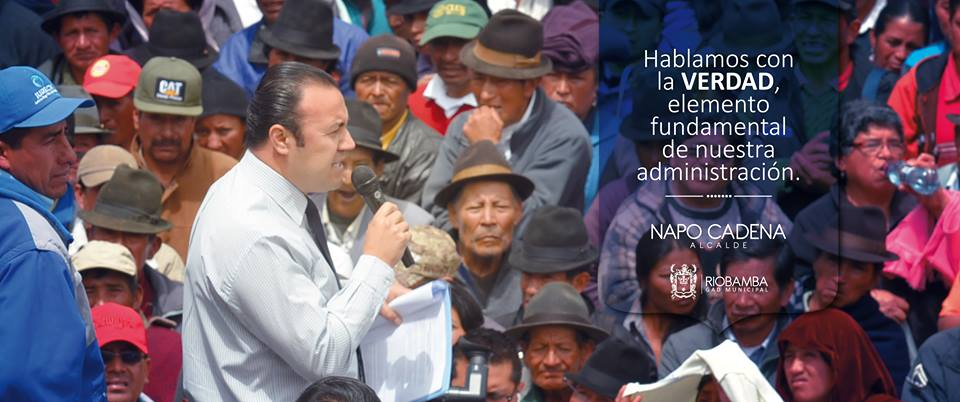 Hablamos con
la VERDAD,
elemento
fundamental
de nuestra
administración.
NAPO CADENA
ALCALDE
RIOBAMBA
GAD MUNICIPAL
CAT